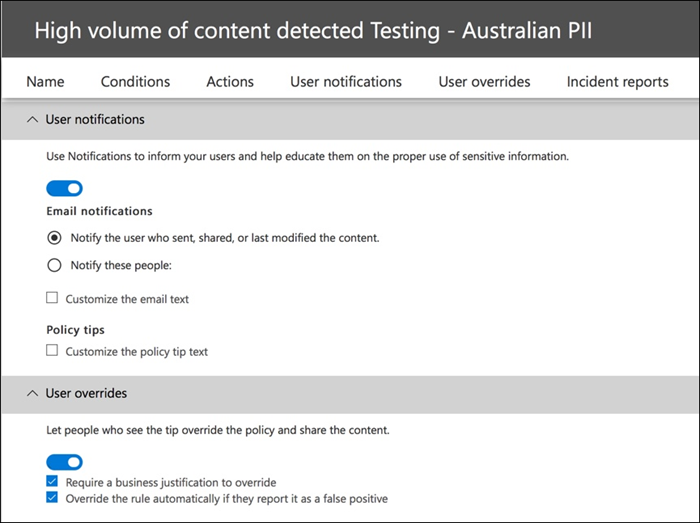 High volume of content detected Testing - Australian PII
Name Conditions Actions User notifications User overrides Incident reports
User notifications
Use Notifications to inform your users and help educate them on the proper use of sensitive information.
Email notifications
Notify the user who sent, shared, or last modified the content.
Notify these people:
Customize the email text
Policy tips
Customize the policy tip text
User overrides
Let people who see the tip override the policy and share the content.
Require a business justification to override
Override the rule automatically if they report it as a false positive